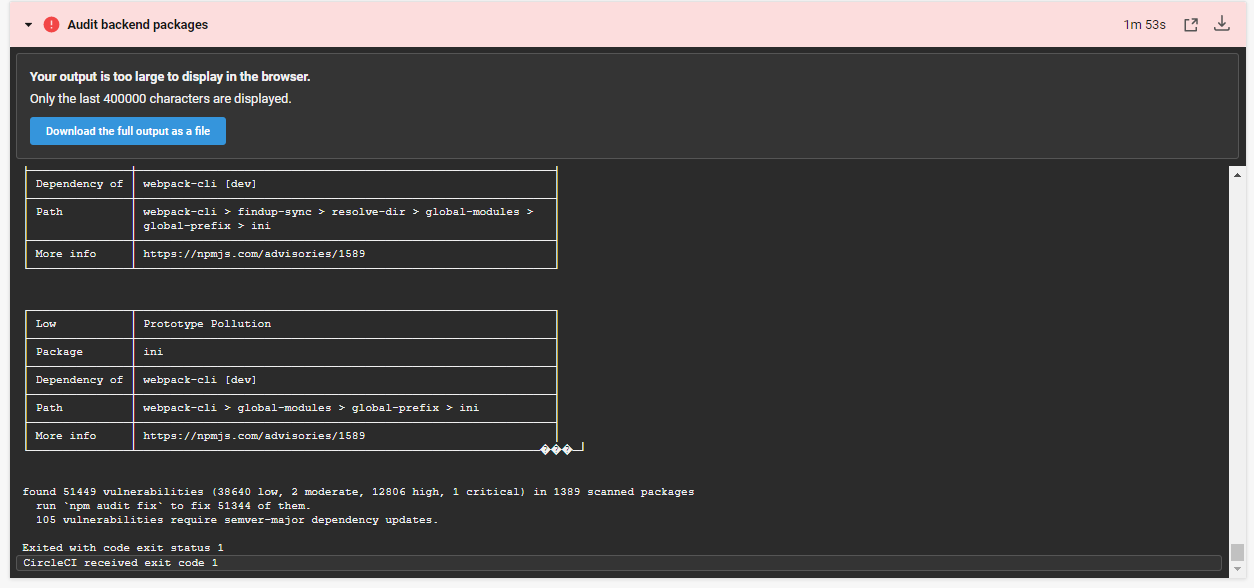 Audit backend packages
1m 53s
Your output is too large to display in the browser.
Only the last 400000 characters are displayed.
Download the full output as a file
Dependency of webpack-cli [dev]
Path webpack-cli > findup-sync > resolve-dir > global-modules >
global-prefix > ini
More info https://npmjs.com/advisories/1589
Low Prototype Pollution
Package ini
Dependency of webpack-cli [dev]
Path webpack-cli > global-modules > global-prefix > ini
More info https://npmjs.com/advisories/1589
���
found 51449 vulnerabilities (38640 low, 2 moderate, 12806 high, 1 critical) in 1389 scanned packages
run `npm audit fix` to fix 51344 of them.
105 vulnerabilities require semver-major dependency updates.
Exited with code exit status 1
CircleCI received exit code 1